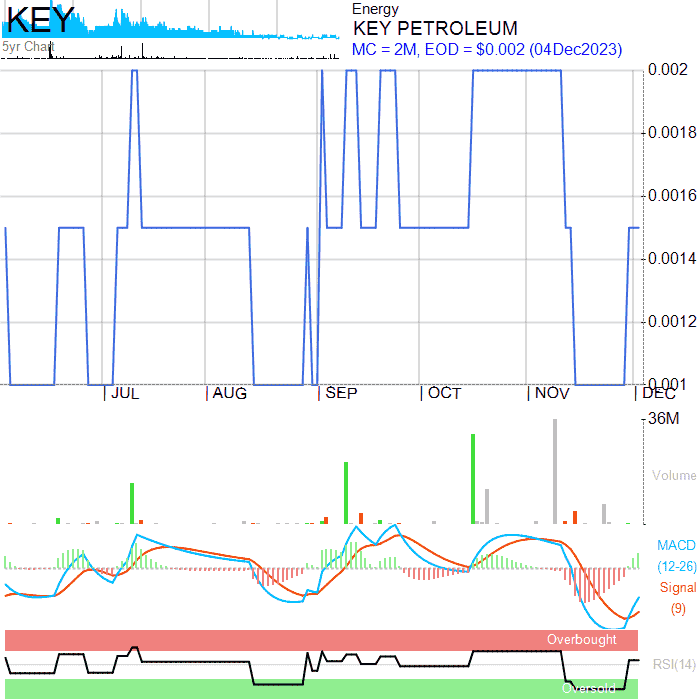 KEY
5yr Chart
Energy
KEY PETROLEUM
MC = 2M, EOD = $0.002 (04Dec2023)
0.002
0.0018
0.0016
0.0014
0.0012
0.001
JUL AUG SEP OCT NOV DEC
36M
Volume
MACD
(12-26)
Signal
(9)
Overbought
RSI(14)
Oversold